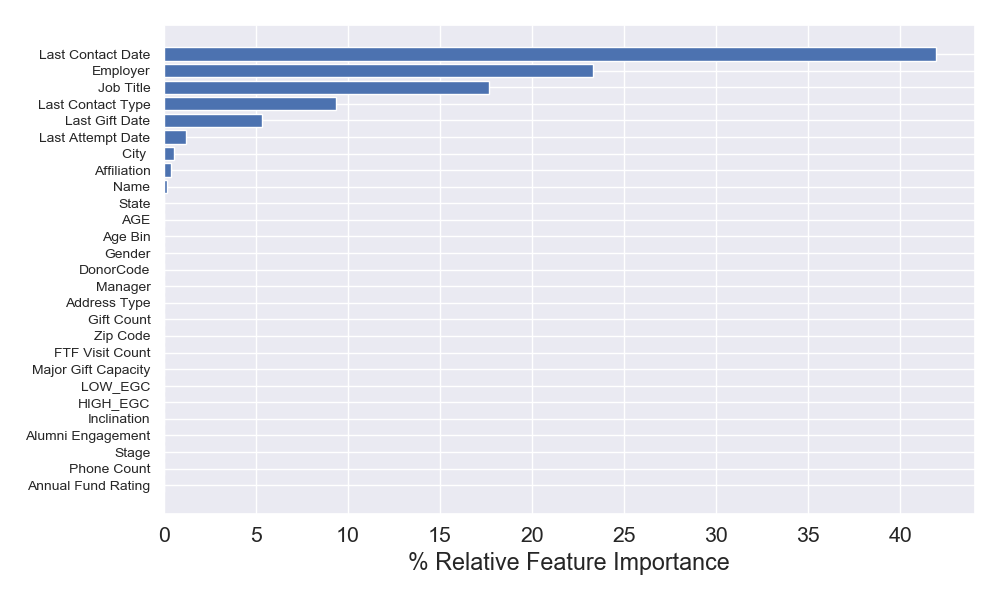 Last Contact Date
Employer
Job Title
Last Contact Type
Last Gift Date
Last Attempt Date
City
Affiliation
Name
State
AGE
Age Bin
Gender
DonorCode
Manager
Address Type
Gift Count
Zip Code
FTF Visit Count
Major Gift Capacity
LOW_EGC
HIGH_EGC
Inclination
Alumni Engagement
Stage
Phone Count
Annual Fund Rating
0 5 10 15 20 25 30 35 40
% Relative Feature Importance